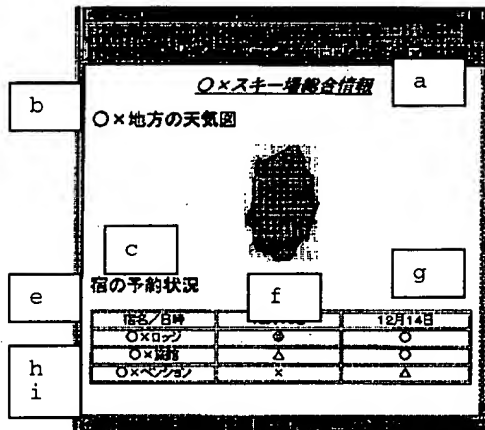 a
○×スキー場総合情報
b
○×地方の天気図
c
g
e
宿の予約状況
f
宿名／日時 12月14日
○×ロッジ ◎ ○
○×旅館 △ ○
○×ペンション × △
h
i